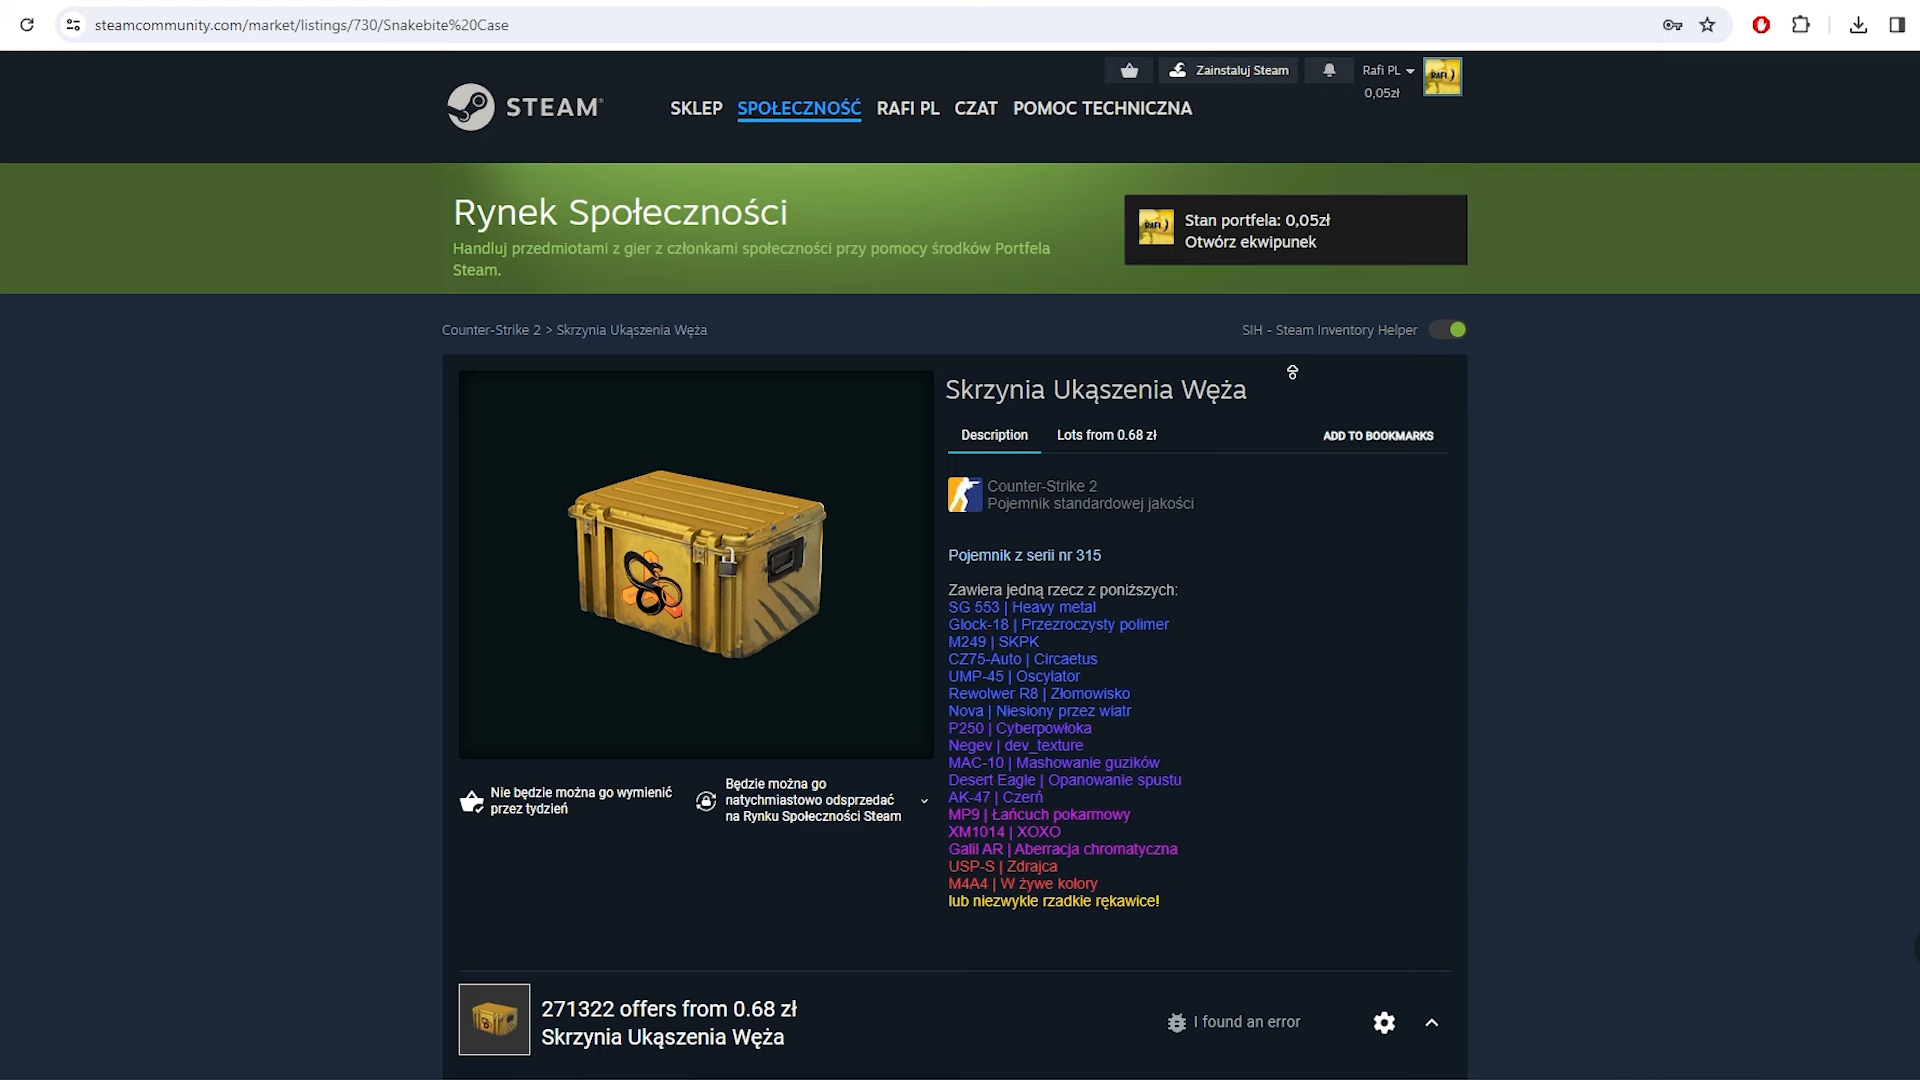 steamcommunity.com/market/listings/730/Snakebite%20Case
Zainstaluj Steam
Rafi PL
0,05zł
STEAM
SKLEP SPOŁECZNOŚĆ RAFI PL CZAT POMOC TECHNICZNA
Rynek Społeczności
Handluj przedmiotami z gier z członkami społeczności przy pomocy środków Portfela
Steam.
Stan portfela: 0,05zł
Otwórz ekwipunek
Counter-Strike 2 > Skrzynia Ukąszenia Węża
SIH - Steam Inventory Helper
Skrzynia Ukąszenia Węża
Description Lots from 0.68 zł ADD TO BOOKMARKS
Counter-Strike 2
Pojemnik standardowej jakości
Pojemnik z serii nr 315
Zawiera jedną rzecz z poniższych:
SG 553 | Heavy metal
Glock-18 | Przezroczysty polimer
M249 | SKPK
CZ75-Auto | Circaetus
UMP-45 | Oscylator
Rewolwer R8 | Złomowisko
Nova | Niesiony przez wiatr
P250 | Cyberpowłoka
Negev | dev_texture
MAC-10 | Mashowanie guzików
Desert Eagle | Opanowanie spustu
AK-47 | Czerń
MP9 | Łańcuch pokarmowy
XM1014 | XOXO
Galil AR | Aberracja chromatyczna
USP-S | Zdrajca
M4A4 | W żywe kolory
lub niezwykle rzadkie rękawice!
Nie będzie można go wymienić
przez tydzień
Będzie można go
natychmiastowo odsprzedać
na Rynku Społeczności Steam
271322 offers from 0.68 zł
Skrzynia Ukąszenia Węża
I found an error